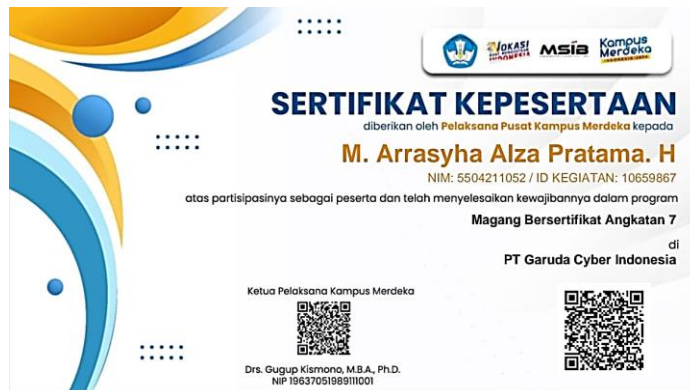 VOKASI
MSIB
Kampus
Merdeka
INDONESIA JAYA
SERTIFIKAT KEPESERTAAN
diberikan oleh Pelaksana Pusat Kampus Merdeka kepada
M. Arrasyha Alza Pratama. H
NIM: 5504211052 / ID KEGIATAN: 10659867
atas partisipasinya sebagai peserta dan telah menyelesaikan kewajibannya dalam program
Magang Bersertifikat Angkatan 7
di
PT Garuda Cyber Indonesia
Ketua Pelaksana Kampus Merdeka
Drs. Gugup Kismono, M.B.A., Ph.D.
NIP 196370519891110​01